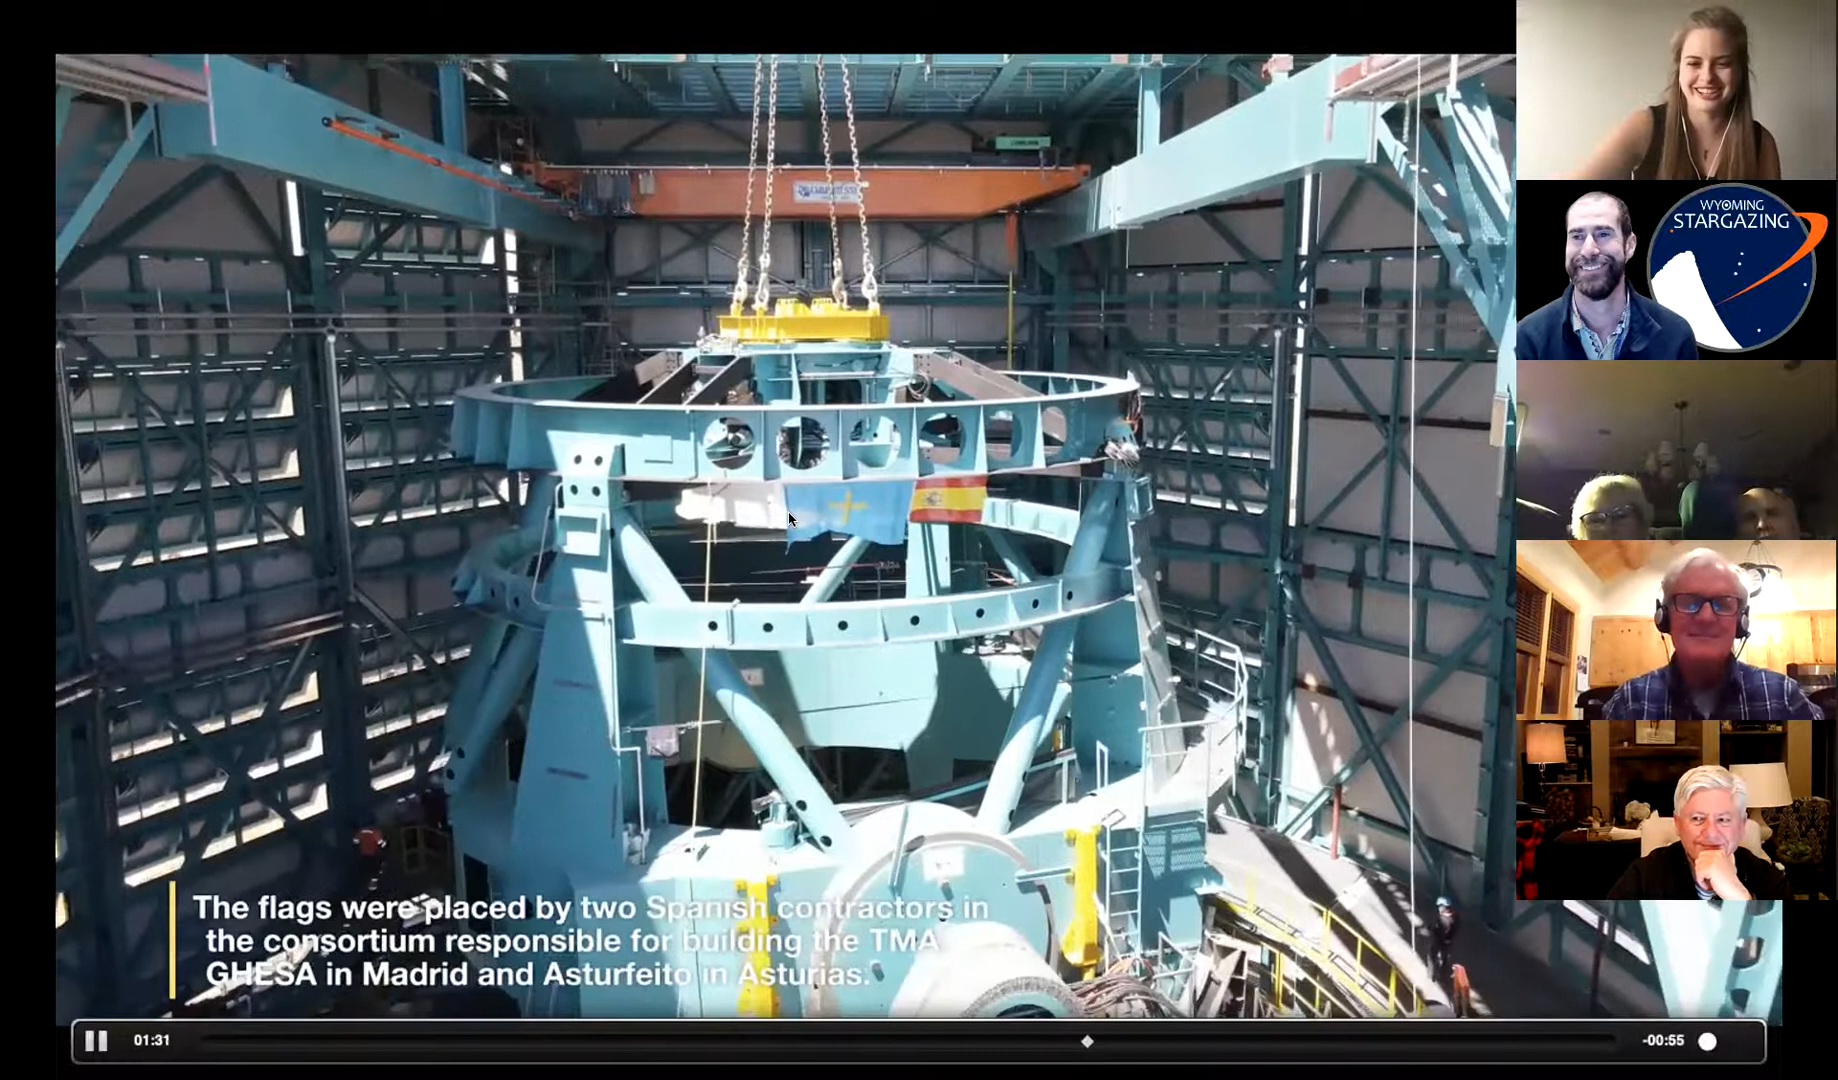 WYOMING
STARGAZING
The flags were placed by two Spanish contractors in
the consortium responsible for building the TMA
GHESA in Madrid and Asturfeito in Asturias.
01:31
-00:55